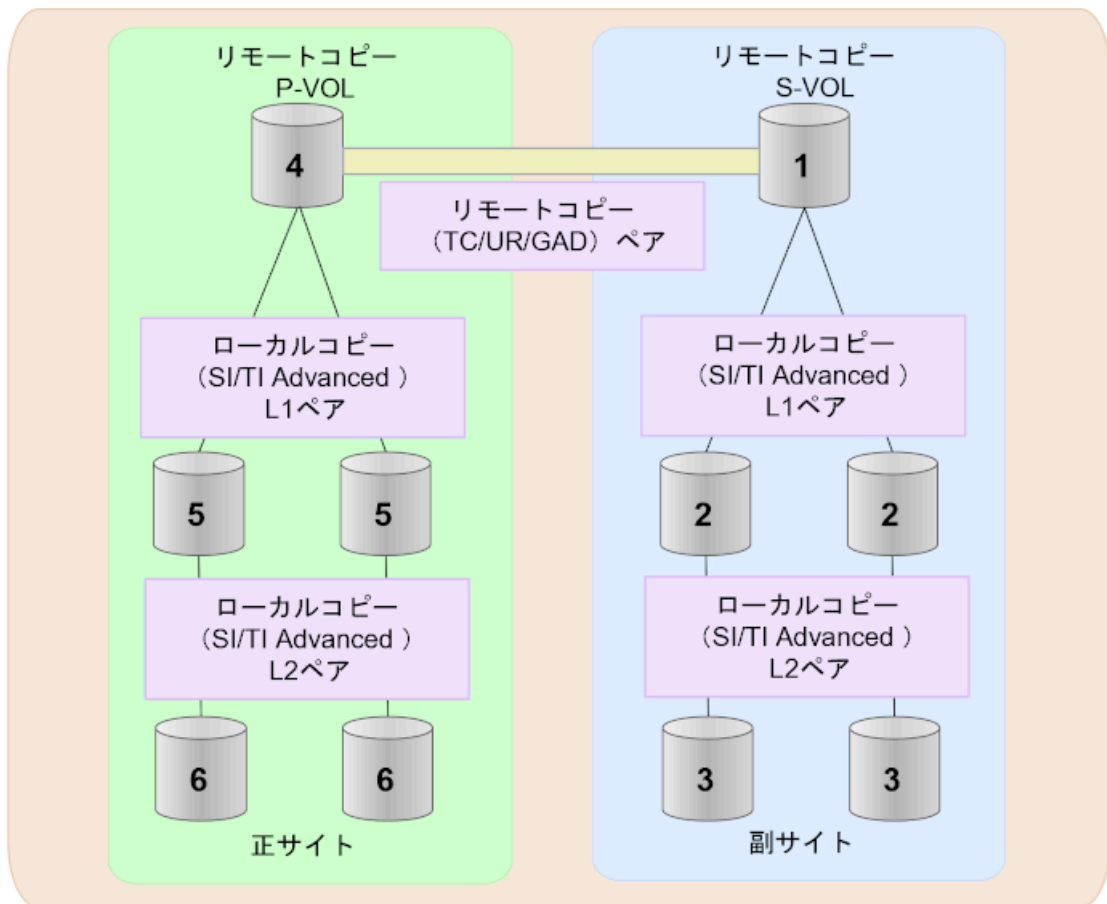 リモートコピー
P-VOL
4
リモートコピー
S-VOL
1
リモートコピー
（TC/UR/GAD）ペア
ローカルコピー
（SI/TI Advanced ）
L1ペア
ローカルコピー
（SI/TI Advanced ）
L1ペア
5
5
2
2
ローカルコピー
（SI/TI Advanced ）
L2ペア
ローカルコピー
（SI/TI Advanced ）
L2ペア
6
6
3
3
正サイト
副サイト